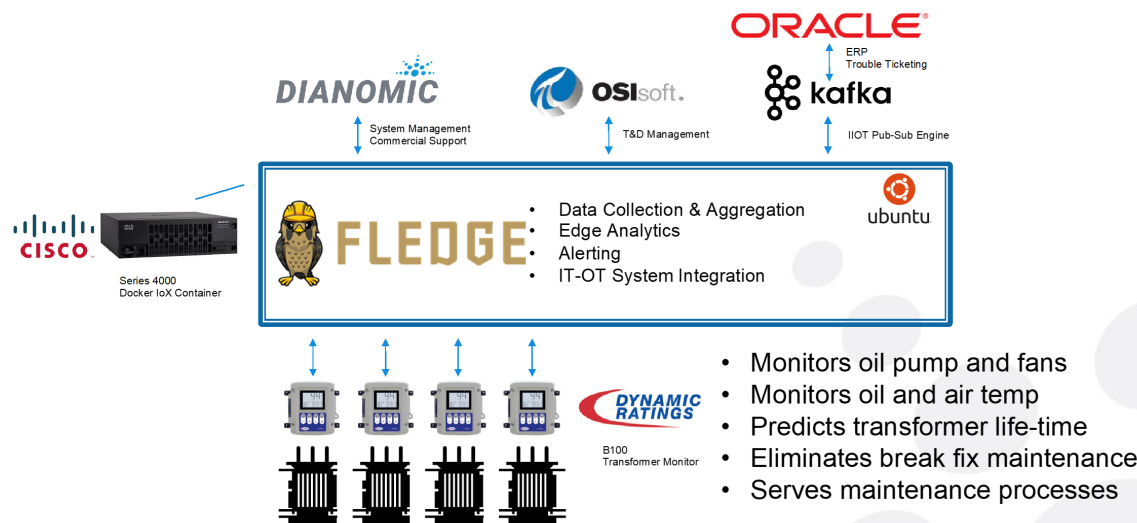 ORACLE®
ERP
Trouble Ticketing
DIANOMIC
OSIsoft.
kafka
System Management
Commercial Support
T&D Management
IIOT Pub-Sub Engine
ubuntu
CISCO
FLEDGE
• Data Collection & Aggregation
• Edge Analytics
• Alerting
• IT-OT System Integration
Series 4000
Docker IoX Container
DYNAMIC
RATINGS
B100
Transformer Monitor
• Monitors oil pump and fans
• Monitors oil and air temp
• Predicts transformer life-time
• Eliminates break fix maintenance
• Serves maintenance processes